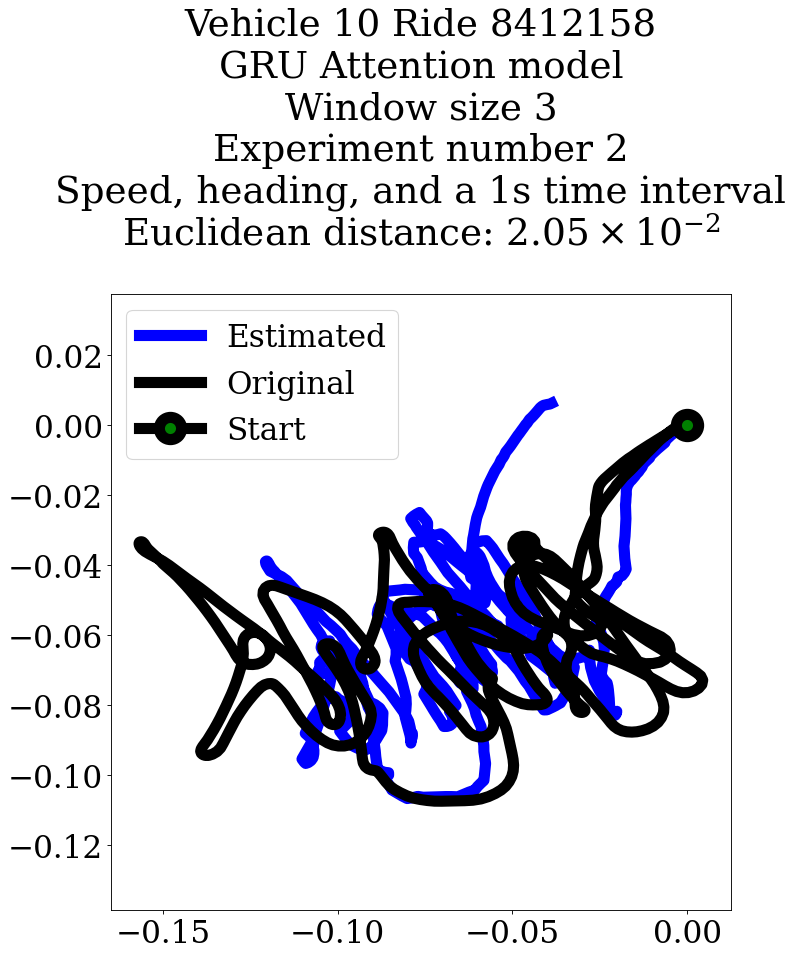 Vehicle 10 Ride 8412158
GRU Attention model
Window size 3
Experiment number 2
Speed, heading, and a 1s time interval
Euclidean distance: 2.05 × 10⁻²
Estimated
Original
Start
0.02
0.00
−0.02
−0.04
−0.06
−0.08
−0.10
−0.12
−0.15 −0.10 −0.05 0.00